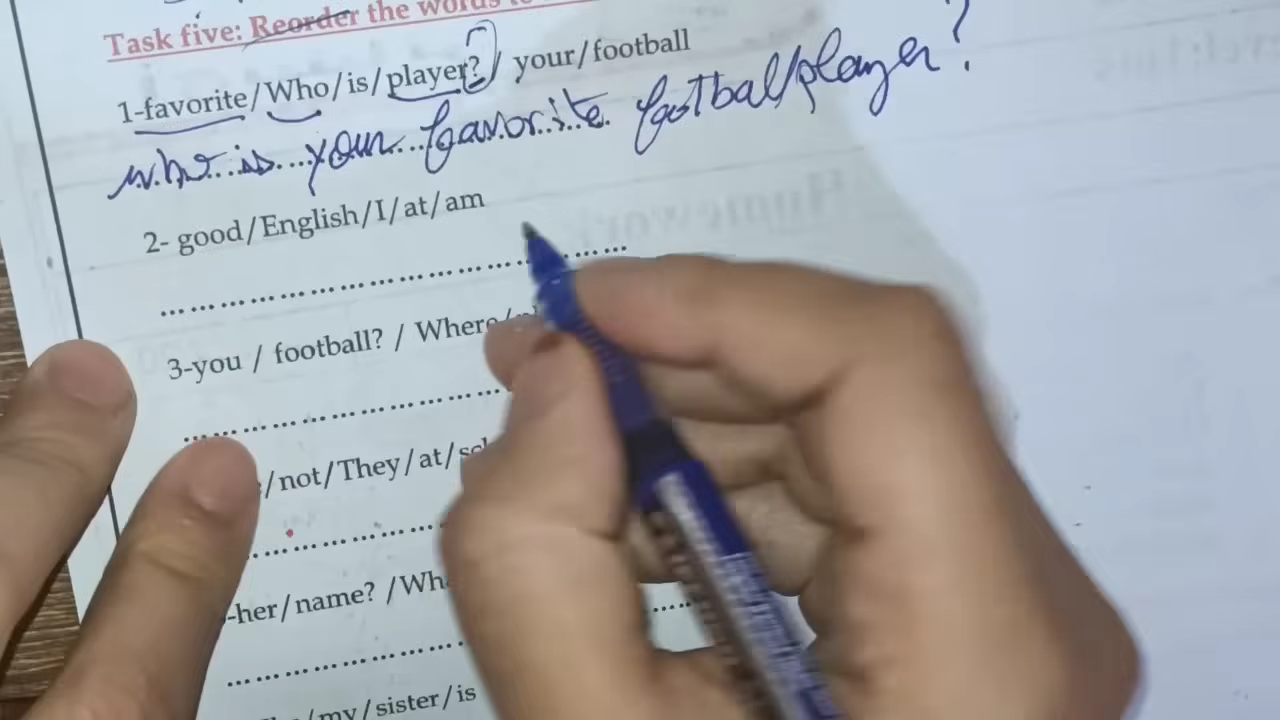 Task five: Reorder the words to
1-favorite/Who/is/player?/ your/football
who is your favorite football player?
2- good/English/I/at/am
3-you / football? / Where/
/not/They/at/
-her/name? /Wh
/my/sister/is